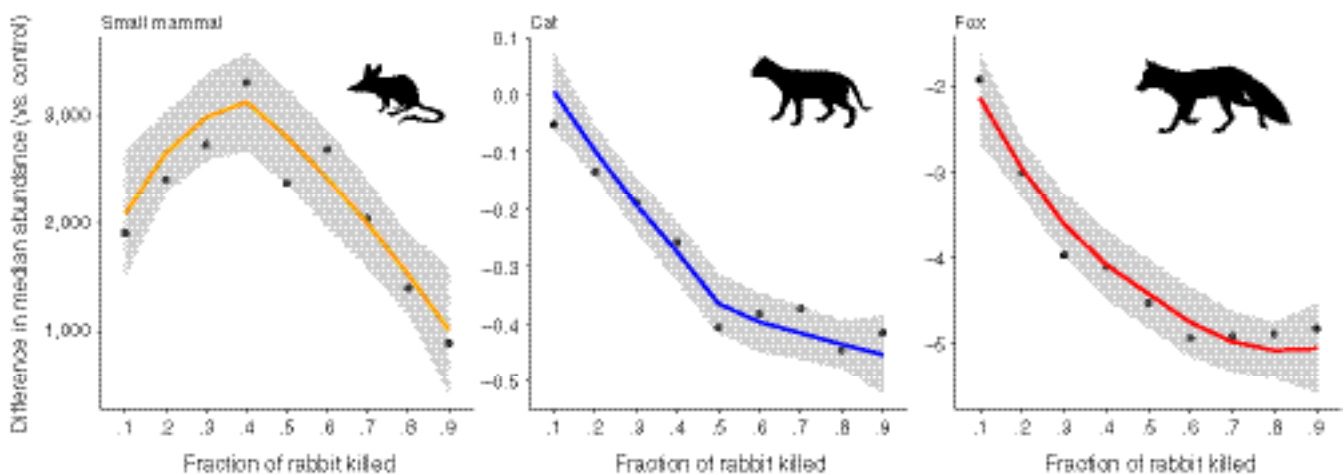 Difference in median abundance (vs. control)
Small mammal
3,000
2,000
1,000
.1 .2 .3 .4 .5 .6 .7 .8 .9
Fraction of rabbit killed
Cat
0.1
0.0
−0.1
−0.2
−0.3
−0.4
−0.5
.1 .2 .3 .4 .5 .6 .7 .8 .9
Fraction of rabbit killed
Fox
−2
−3
−4
−5
.1 .2 .3 .4 .5 .6 .7 .8 .9
Fraction of rabbit killed